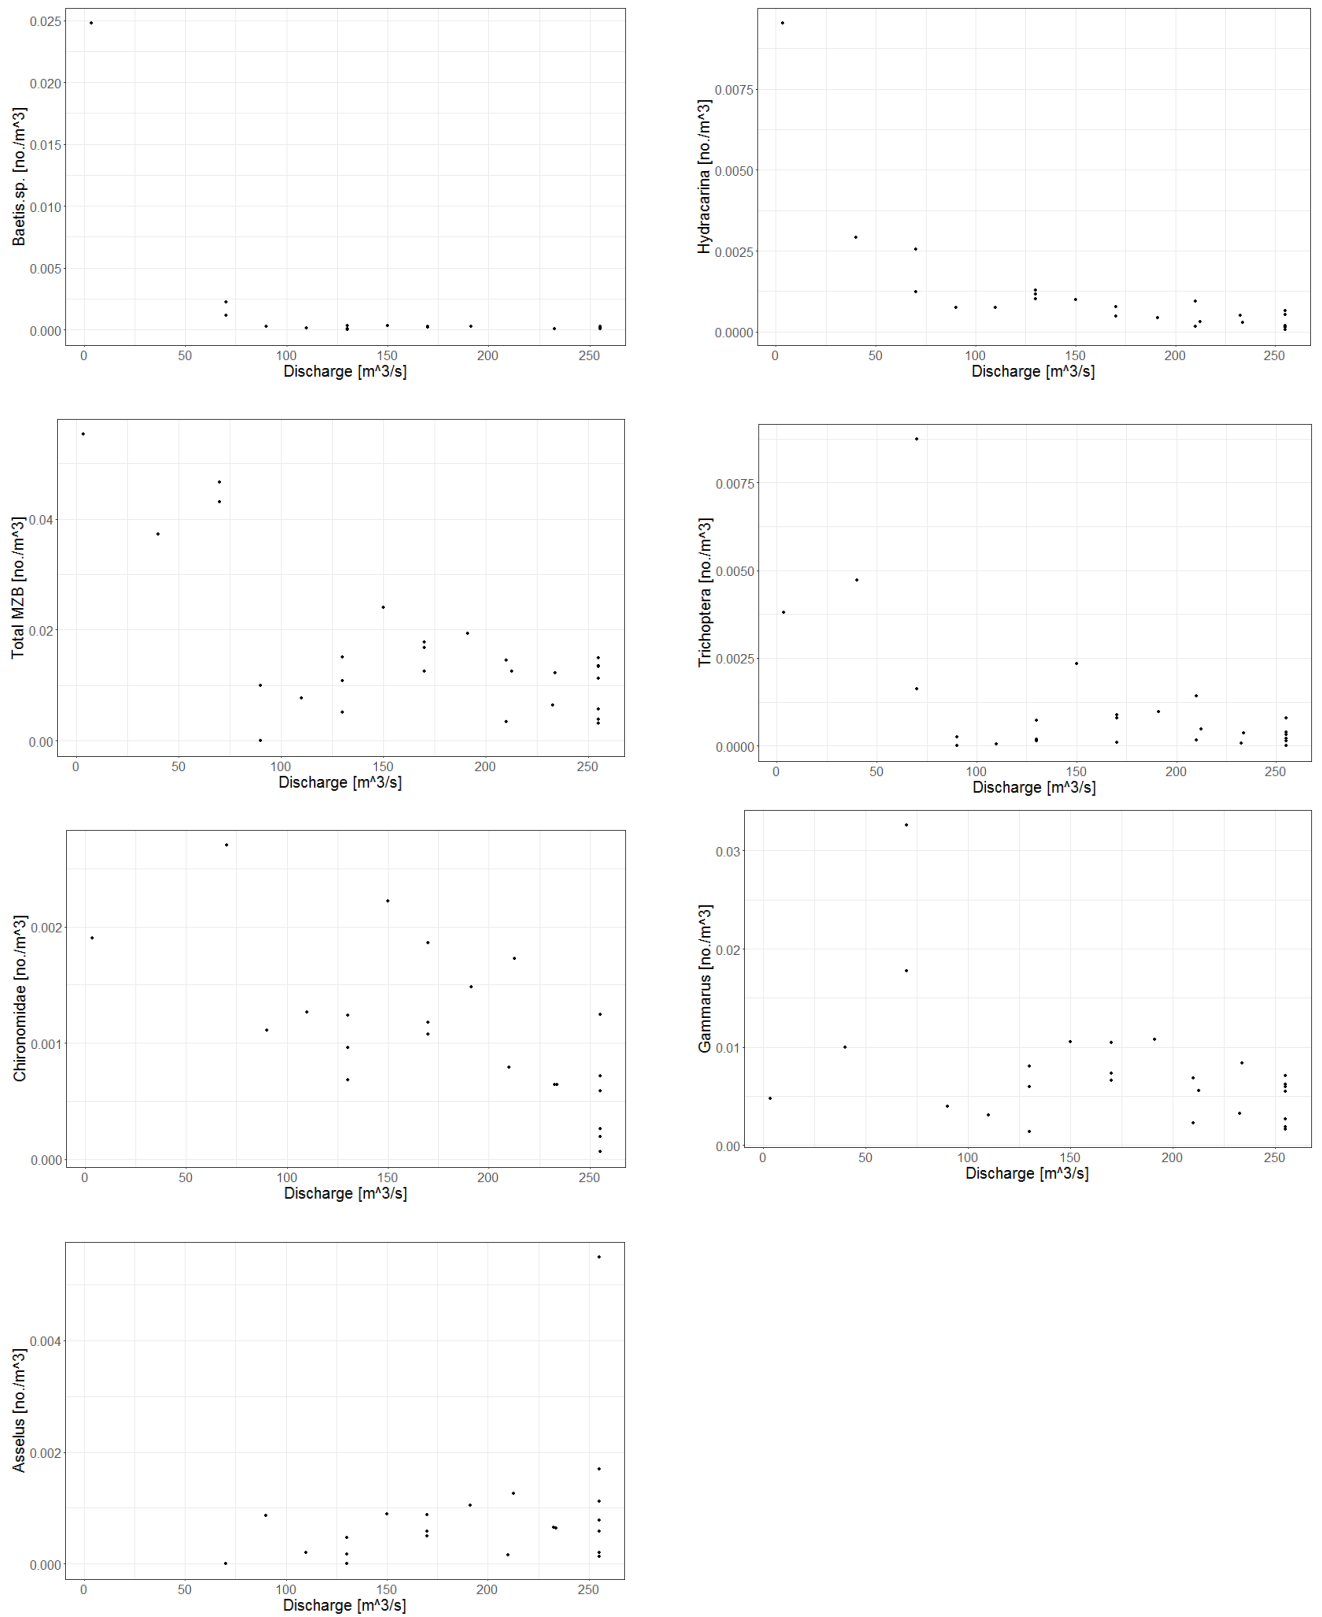 Baetis.sp. [no./m^3]
0.025
0.020
0.015
0.010
0.005
0.000
0 50 100 150 200 250
Discharge [m^3/s]
Hydracarina [no./m^3]
0.0075
0.0050
0.0025
0.0000
0 50 100 150 200 250
Discharge [m^3/s]
Total MZB [no./m^3]
0.04
0.02
0.00
0 50 100 150 200 250
Discharge [m^3/s]
Trichoptera [no./m^3]
0.0075
0.0050
0.0025
0.0000
0 50 100 150 200 250
Discharge [m^3/s]
Chironomidae [no./m^3]
0.002
0.001
0.000
0 50 100 150 200 250
Discharge [m^3/s]
Gammarus [no./m^3]
0.03
0.02
0.01
0.00
0 50 100 150 200 250
Discharge [m^3/s]
Asselus [no./m^3]
0.004
0.002
0.000
0 50 100 150 200 250
Discharge [m^3/s]